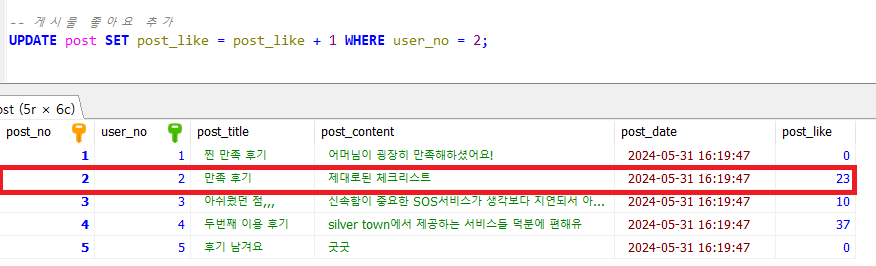 -- 게시물 좋아요 추가
UPDATE post SET post_like = post_like + 1 WHERE user_no = 2;
ost (5r × 6c)
post_no user_no post_title post_content post_date post_like
1 1 찐 만족 후기 어머님이 굉장히 만족해하셨어요! 2024-05-31 16:19:47 0
2 2 만족 후기 제대로된 체크리스트 2024-05-31 16:19:47 23
3 3 아쉬웠던 점,,, 신속함이 중요한 SOS서비스가 생각보다 지연되서 아... 2024-05-31 16:19:47 10
4 4 두번째 이용 후기 silver town에서 제공하는 서비스들 덕분에 편해유 2024-05-31 16:19:47 37
5 5 후기 남겨요 굿굿 2024-05-31 16:19:47 0